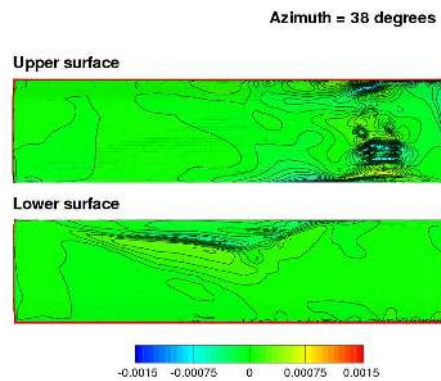 Azimuth = 38 degrees
Upper surface
Lower surface
-0.0015 -0.00075 0 0.00075 0.0015